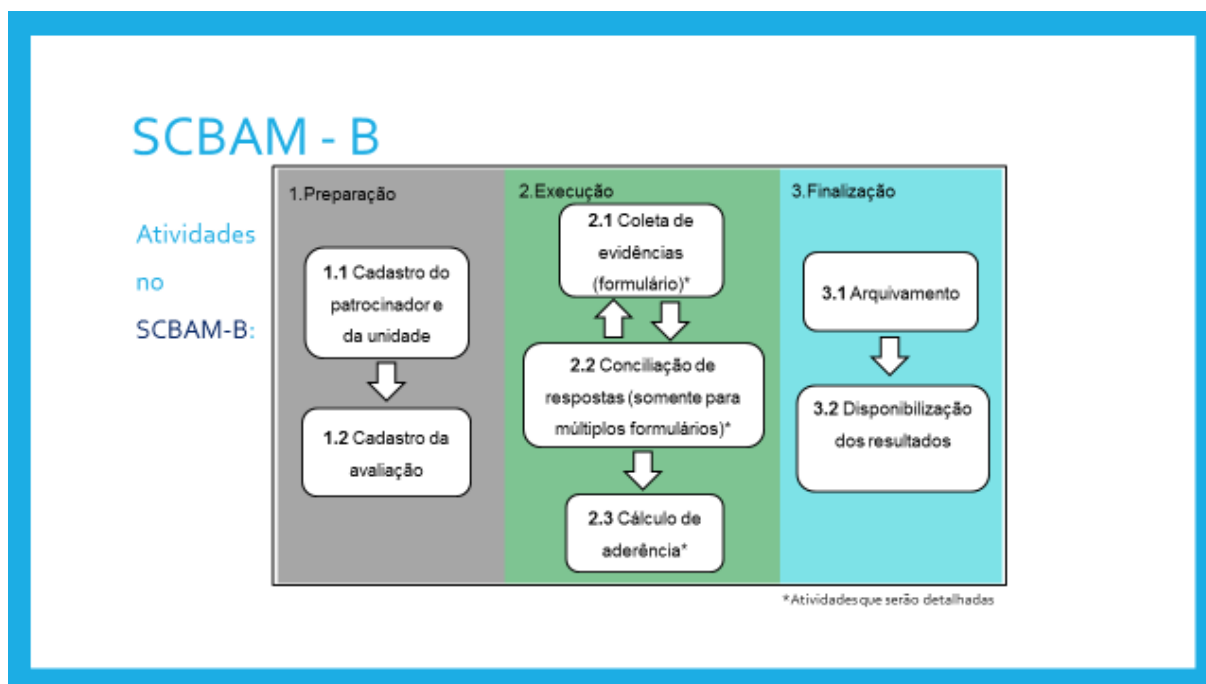 SCBAM - B
Atividades
no
SCBAM-B:
1.Preparação
1.1 Cadastro do
patrocinador e
da unidade
1.2 Cadastro da
avaliação
2.Execução
2.1 Coleta de
evidências
(formulário)*
2.2 Conciliação de
respostas (somente para
múltiplos formulários)*
2.3 Cálculo de
aderência*
3.Finalização
3.1 Arquivamento
3.2 Disponibilização
dos resultados
*Atividades que serão detalhadas